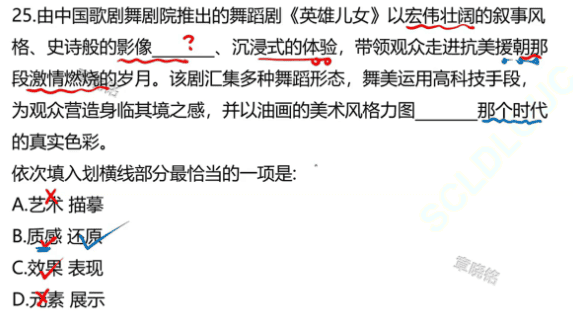 25.由中国歌剧舞剧院推出的舞蹈剧《英雄儿女》以宏伟壮阔的叙事风
格、史诗般的影像______、沉浸式的体验，带领观众走进抗美援朝那
段激情燃烧的岁月。该剧汇集多种舞蹈形态，舞美运用高科技手段，
为观众营造身临其境之感，并以油画的美术风格力图______那个时代
的真实色彩。
依次填入划横线部分最恰当的一项是:
A.艺术 描摹
B.质感 还原
C.效果 表现
D.元素 展示
?
SCLDLXSC
章晓铭